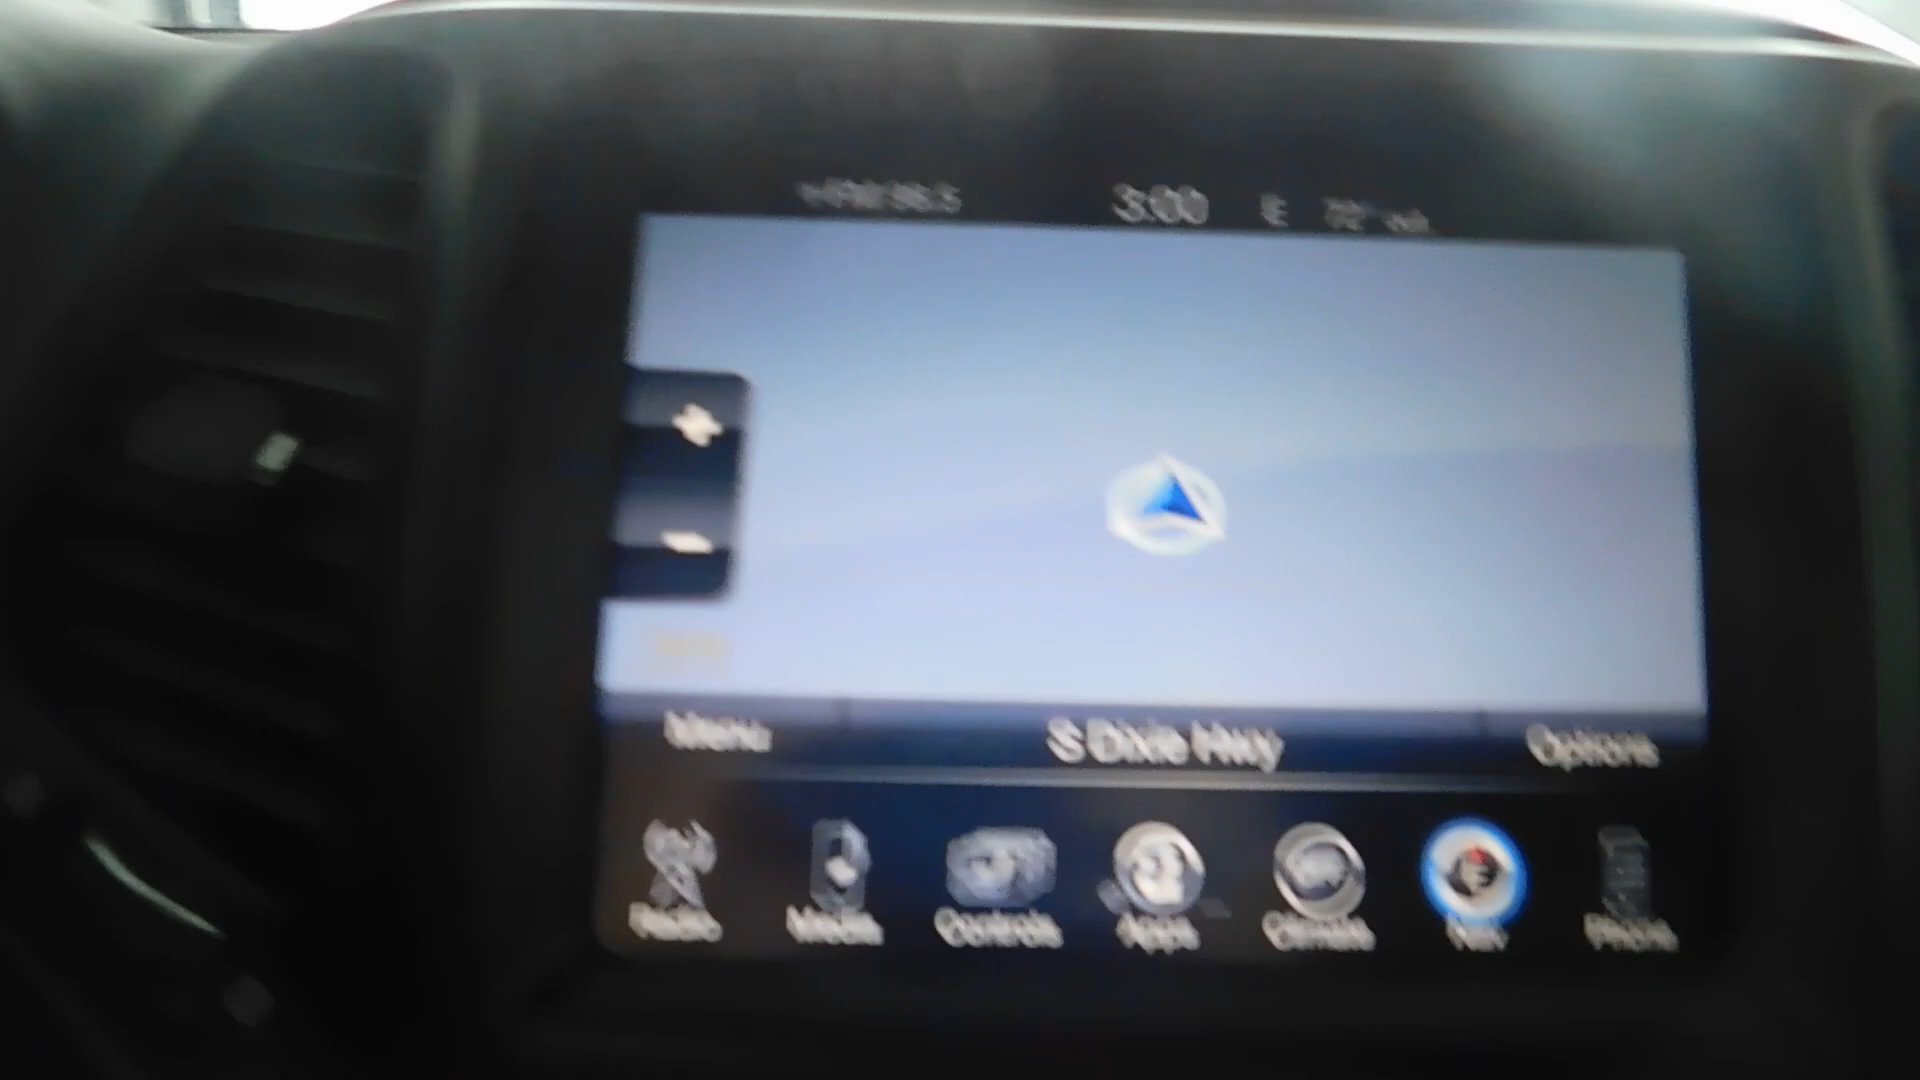 3:00 E
+
-
Menu S Dixie Hwy Options
Radio Media Controls Apps Climate Nav Phone